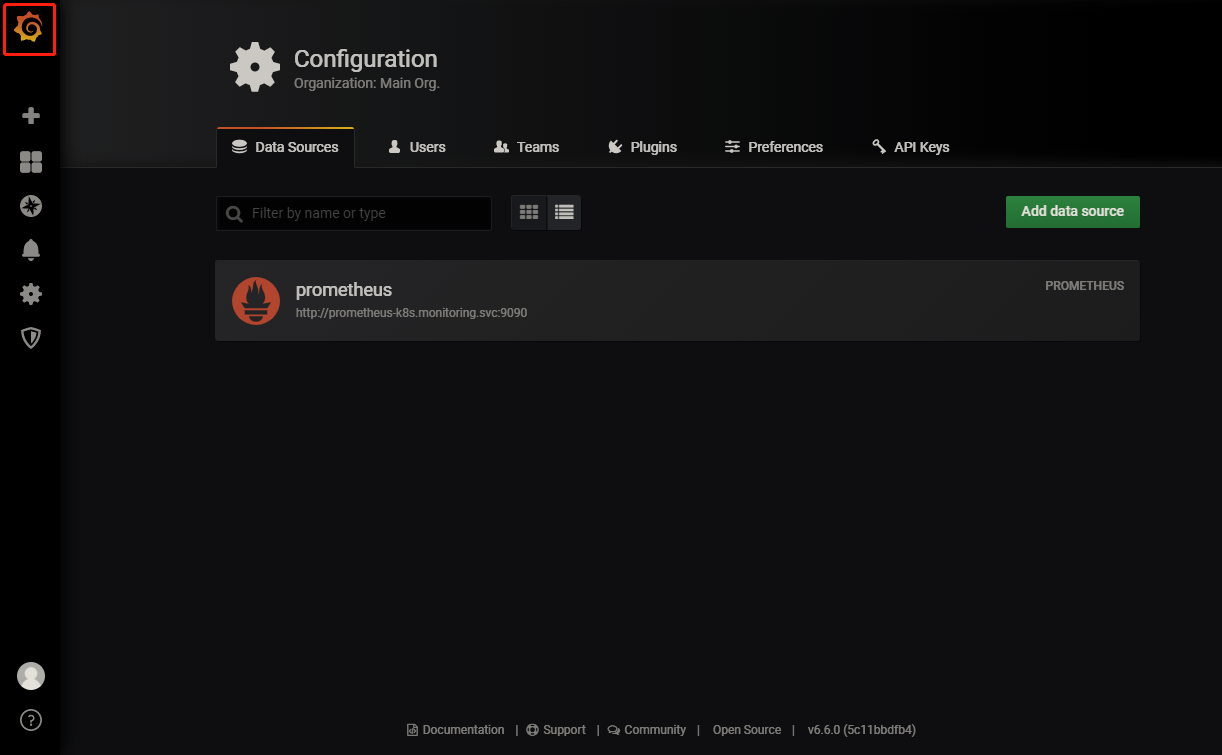 Configuration
Organization: Main Org.
Data Sources
Users
Teams
Plugins
Preferences
API Keys
Filter by name or type
Add data source
prometheus
PROMETHEUS
http://prometheus-k8s.monitoring.svc:9090
Documentation | Support | Community | Open Source | v6.6.0 (5c11bbdfb4)